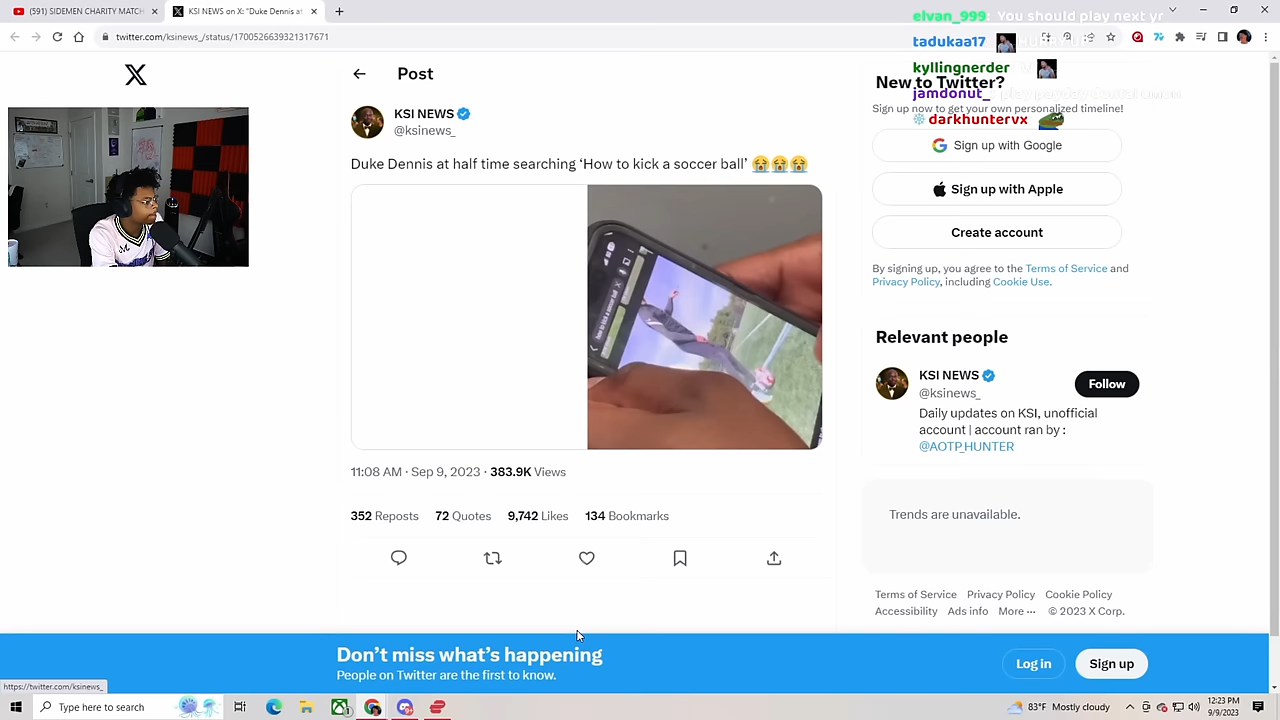 (591) SIDEMEN CHARITY MATCH
KSI NEWS on X: "Duke Dennis at
twitter.com/ksinews_/status/1700526639321317671
elvan_999: You should play next yr
tadukaa17
kyllingnerder
jamdonut_
darkhuntervx
Post
KSI NEWS
@ksinews_
Duke Dennis at half time searching ‘How to kick a soccer ball’ 😭😭😭
11:08 AM · Sep 9, 2023 · 383.9K Views
352 Reposts 72 Quotes 9,742 Likes 134 Bookmarks
New to Twitter?
Sign up now to get your own personalized timeline!
Sign up with Google
Sign up with Apple
Create account
By signing up, you agree to the Terms of Service and
Privacy Policy, including Cookie Use.
Relevant people
KSI NEWS
@ksinews_
Follow
Daily updates on KSI, unofficial
account | account ran by :
@AOTP_HUNTER
Trends are unavailable.
Terms of Service Privacy Policy Cookie Policy
Accessibility Ads info More ··· © 2023 X Corp.
Don’t miss what’s happening
People on Twitter are the first to know.
Log in
Sign up
https://twitter.com/ksinews_
Type here to search
83°F Mostly cloudy
12:23 PM
9/9/2023